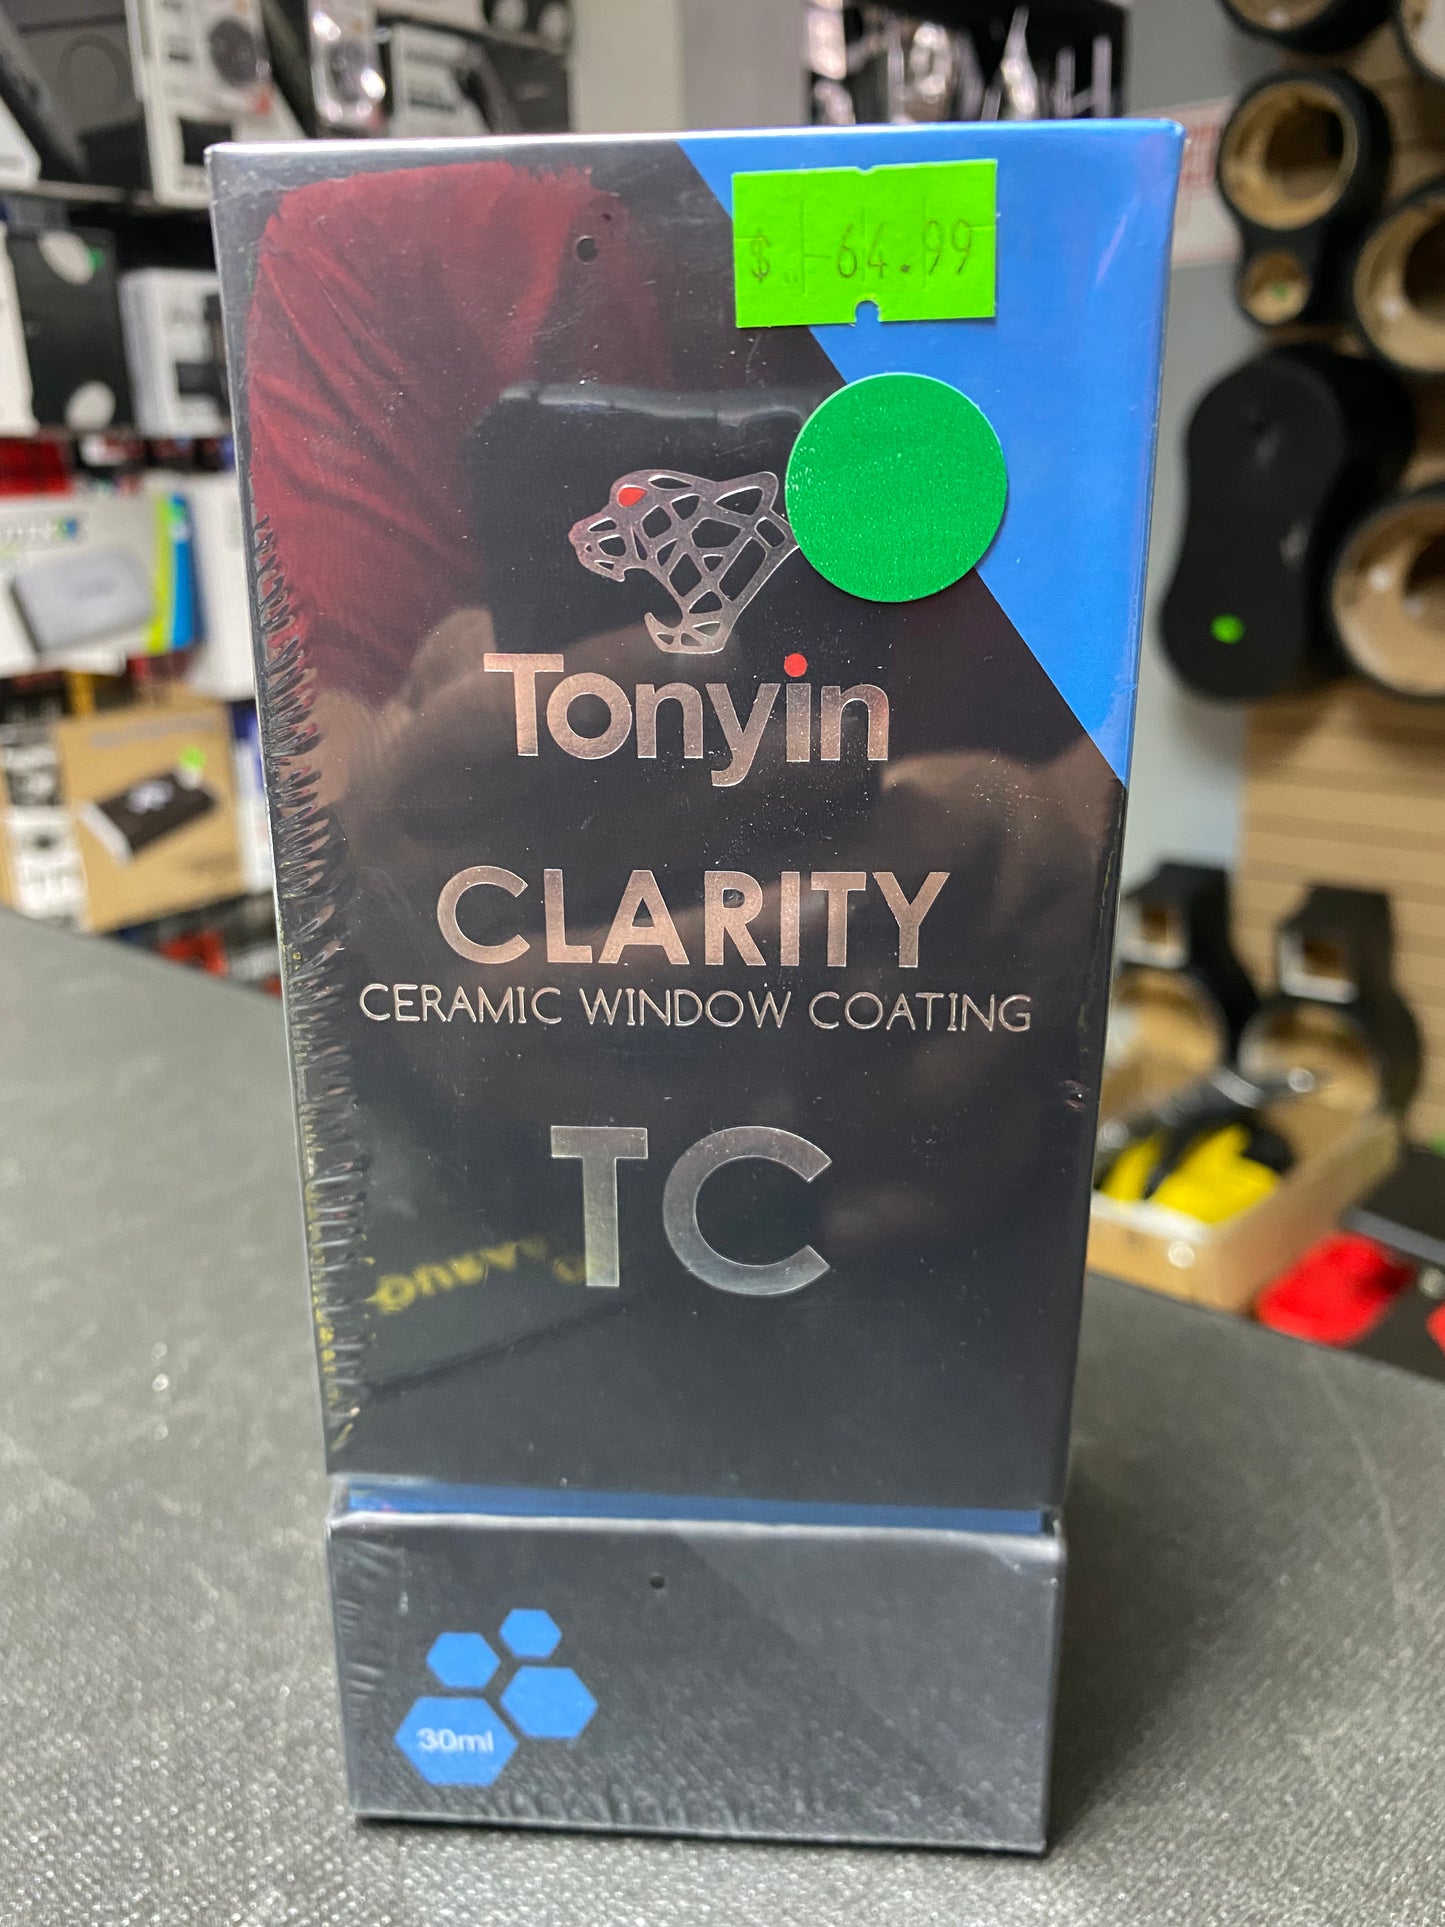 $ 64.99
Tonyin
CLARITY
CERAMIC WINDOW COATING
TC
30ml